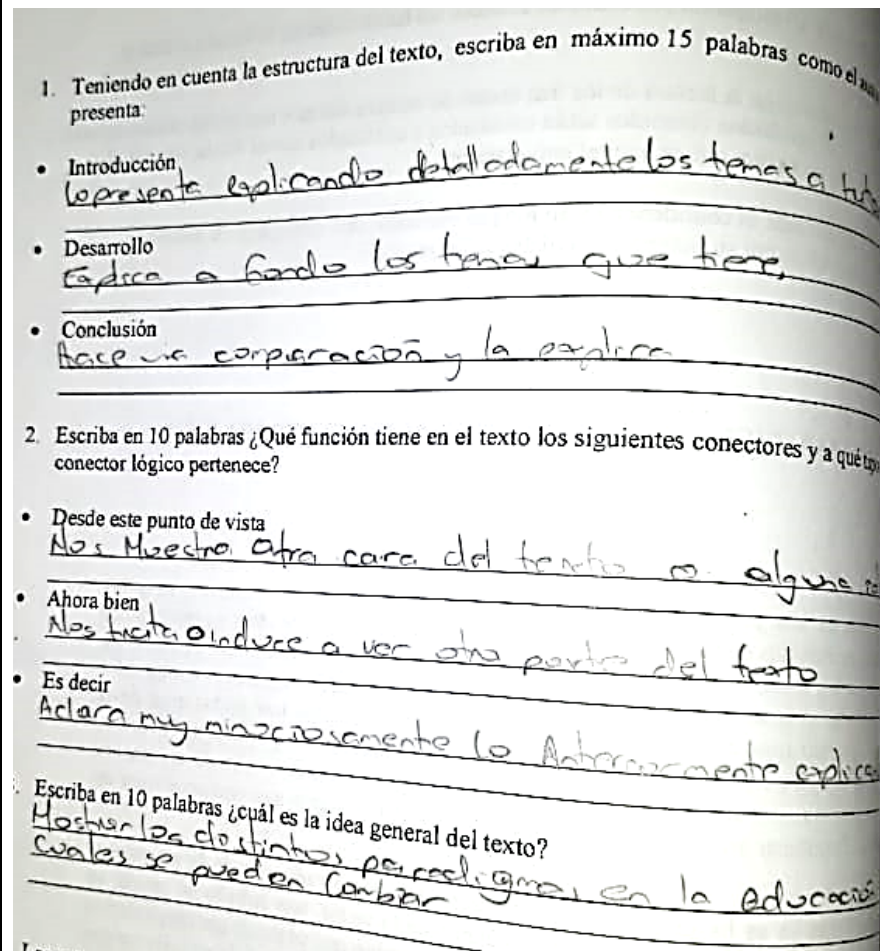 1. Teniendo en cuenta la estructura del texto, escriba en máximo 15 palabras como el
presenta:
• Introducción
lo presenta explicando detalladamente los temas a
• Desarrollo
Explica a fondo los temas que tiene,
• Conclusión
hace una comparación y la explica
2. Escriba en 10 palabras ¿Qué función tiene en el texto los siguientes conectores y a qué
conector lógico pertenece?
• Desde este punto de vista
Nos Muestra otra cara del texto o alguna
• Ahora bien
Nos incita o induce a ver otra parte del texto
• Es decir
Aclara muy minociosamente lo Anteriormente
. Escriba en 10 palabras ¿cuál es la idea general del texto?
Mostrar los distintos paradigmas en la educació
Cuales se pueden Cambiar